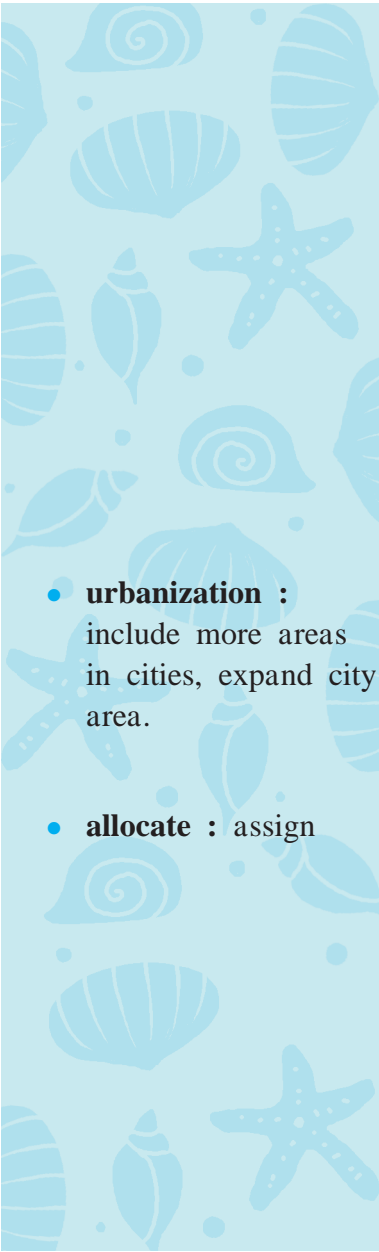 • urbanization :
include more areas
in cities, expand city
area.
• allocate : assign